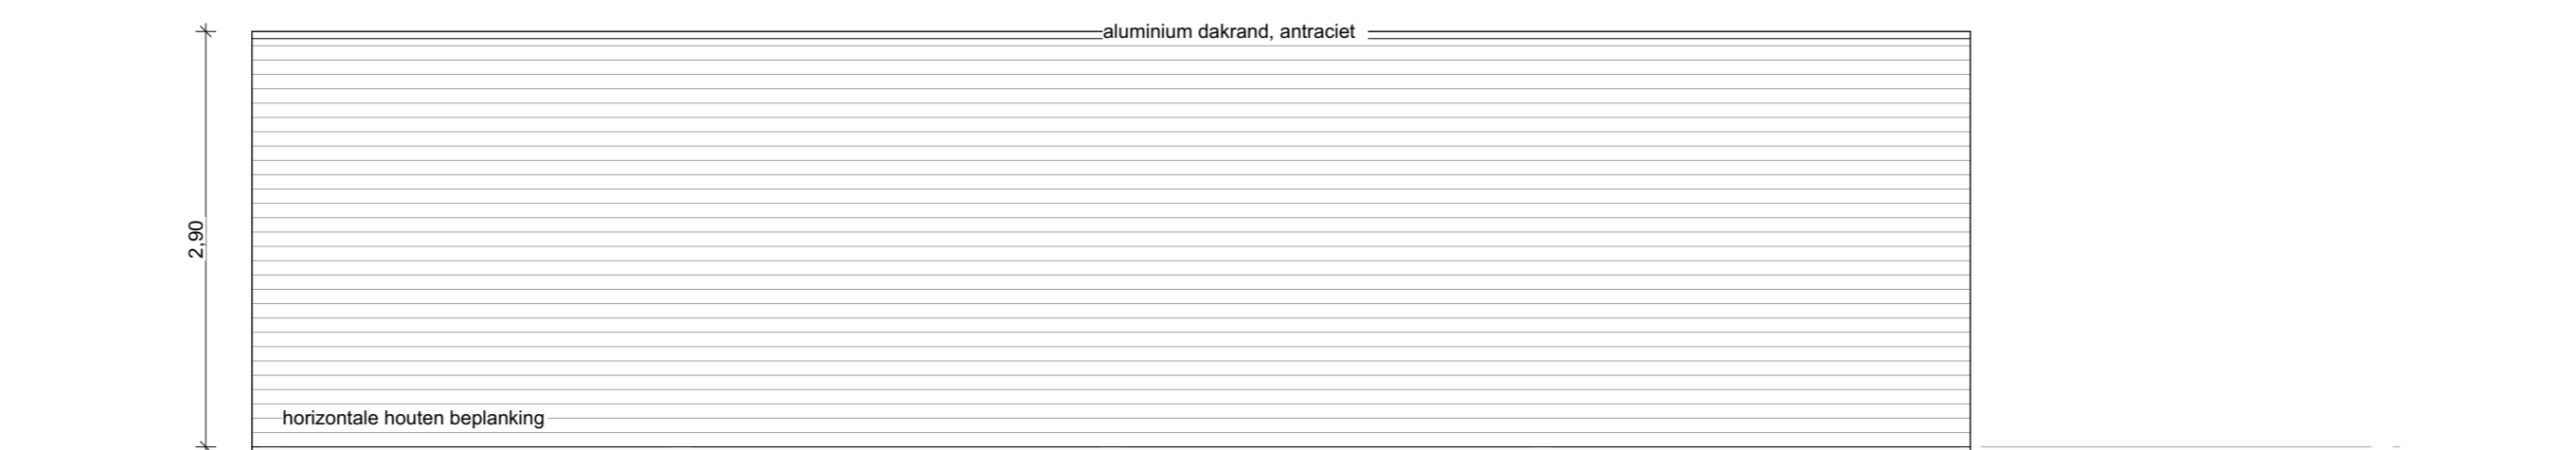 aluminium dakrand, antraciet
2,90
horizontale houten beplanking